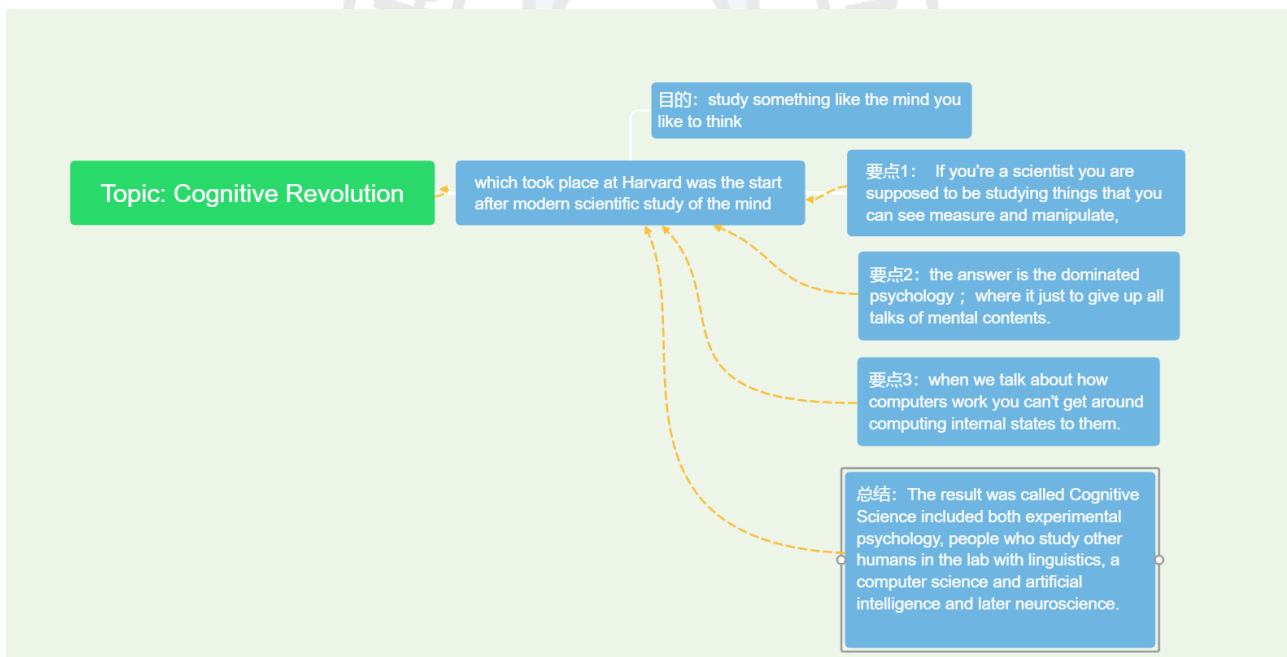 目的：study something like the mind you
like to think
Topic: Cognitive Revolution
which took place at Harvard was the start
after modern scientific study of the mind
要点1： If you're a scientist you are
supposed to be studying things that you
can see measure and manipulate,
要点2：the answer is the dominated
psychology ；where it just to give up all
talks of mental contents.
要点3：when we talk about how
computers work you can't get around
computing internal states to them.
总结：The result was called Cognitive
Science included both experimental
psychology, people who study other
humans in the lab with linguistics, a
computer science and artificial
intelligence and later neuroscience.